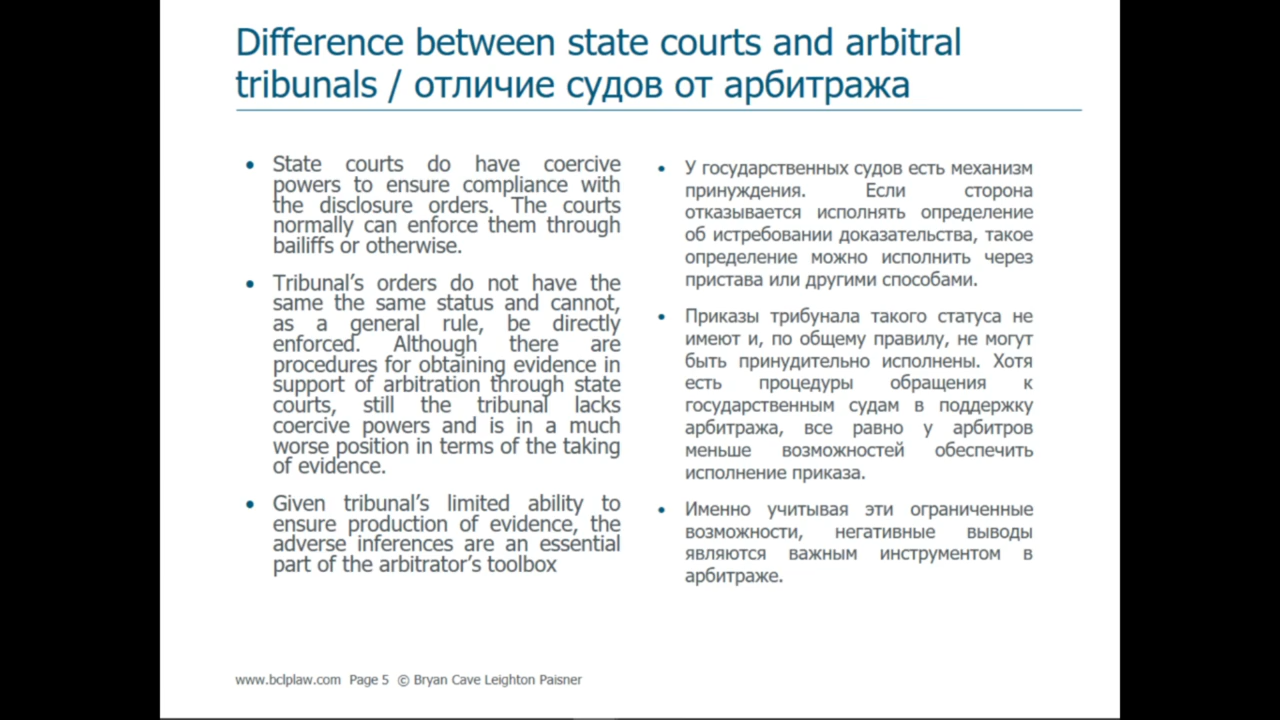 Difference between state courts and arbitral
tribunals / отличие судов от арбитража
• State courts do have coercive
powers to ensure compliance with
the disclosure orders. The courts
normally can enforce them through
bailiffs or otherwise.
• Tribunal’s orders do not have the
same the same status and cannot,
as a general rule, be directly
enforced. Although there are
procedures for obtaining evidence in
support of arbitration through state
courts, still the tribunal lacks
coercive powers and is in a much
worse position in terms of the taking
of evidence.
• Given tribunal’s limited ability to
ensure production of evidence, the
adverse inferences are an essential
part of the arbitrator’s toolbox
• У государственных судов есть механизм
принуждения. Если сторона
отказывается исполнять определение
об истребовании доказательства, такое
определение можно исполнить через
пристава или другими способами.
• Приказы трибунала такого статуса не
имеют и, по общему правилу, не могут
быть принудительно исполнены. Хотя
есть процедуры обращения к
государственным судам в поддержку
арбитража, все равно у арбитров
меньше возможностей обеспечить
исполнение приказа.
• Именно учитывая эти ограниченные
возможности, негативные выводы
являются важным инструментом в
арбитраже.
www.bclplaw.com Page 5 © Bryan Cave Leighton Paisner